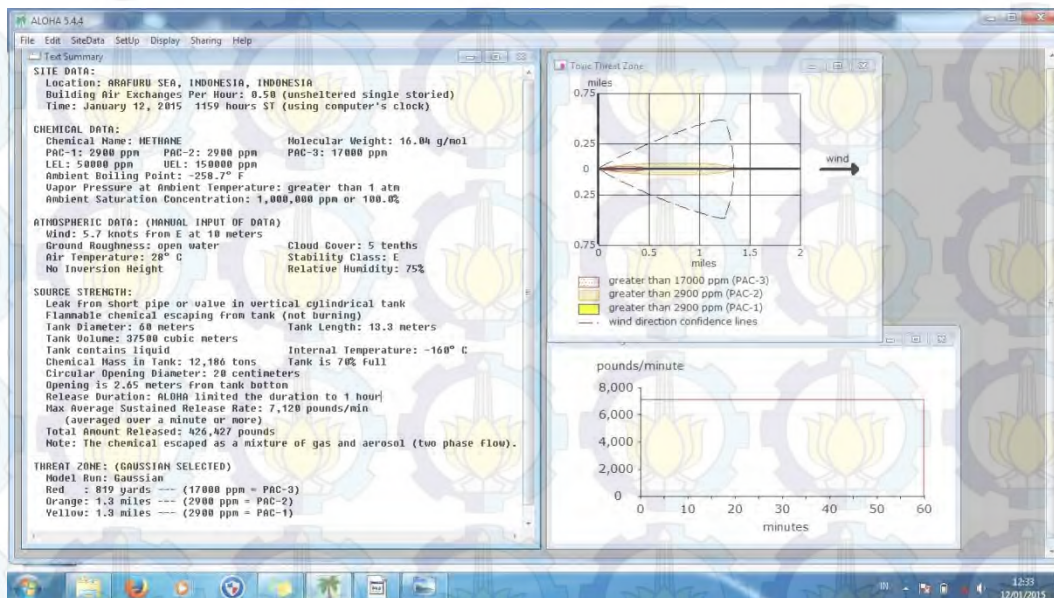 ALOHA 5.4.4
File Edit SiteData SetUp Display Sharing Help
Text Summary
SITE DATA:
Location: ARAFURU SEA, INDONESIA, INDONESIA
Building Air Exchanges Per Hour: 0.50 (unsheltered single storied)
Time: January 12, 2015 1159 hours ST (using computer's clock)
CHEMICAL DATA:
Chemical Name: METHANE Molecular Weight: 16.04 g/mol
PAC-1: 2900 ppm PAC-2: 2900 ppm PAC-3: 17000 ppm
LEL: 50000 ppm UEL: 150000 ppm
Ambient Boiling Point: -258.7° F
Vapor Pressure at Ambient Temperature: greater than 1 atm
Ambient Saturation Concentration: 1,000,000 ppm or 100.0%
ATMOSPHERIC DATA: (MANUAL INPUT OF DATA)
Wind: 5.7 knots from E at 10 meters
Ground Roughness: open water Cloud Cover: 5 tenths
Air Temperature: 28° C Stability Class: E
No Inversion Height Relative Humidity: 75%
SOURCE STRENGTH:
Leak from short pipe or valve in vertical cylindrical tank
Flammable chemical escaping from tank (not burning)
Tank Diameter: 60 meters Tank Length: 13.3 meters
Tank Volume: 37500 cubic meters
Tank contains liquid Internal Temperature: -160° C
Chemical Mass in Tank: 12,186 tons Tank is 70% full
Circular Opening Diameter: 20 centimeters
Opening is 2.65 meters from tank bottom
Release Duration: ALOHA limited the duration to 1 hour
Max Average Sustained Release Rate: 7,120 pounds/min
(averaged over a minute or more)
Total Amount Released: 426,427 pounds
Note: The chemical escaped as a mixture of gas and aerosol (two phase flow).
THREAT ZONE: (GAUSSIAN SELECTED)
Model Run: Gaussian
Red : 819 yards --- (17000 ppm = PAC-3)
Orange: 1.3 miles --- (2900 ppm = PAC-2)
Yellow: 1.3 miles --- (2900 ppm = PAC-1)
Toxic Threat Zone
miles
0.75
0.25
0
0.25
0.75
0 0.5 1 1.5 2
miles
wind
greater than 17000 ppm (PAC-3)
greater than 2900 ppm (PAC-2)
greater than 2900 ppm (PAC-1)
wind direction confidence lines
pounds/minute
8,000
6,000
4,000
2,000
0
0 10 20 30 40 50 60
minutes
IN
12:33
12/01/2015